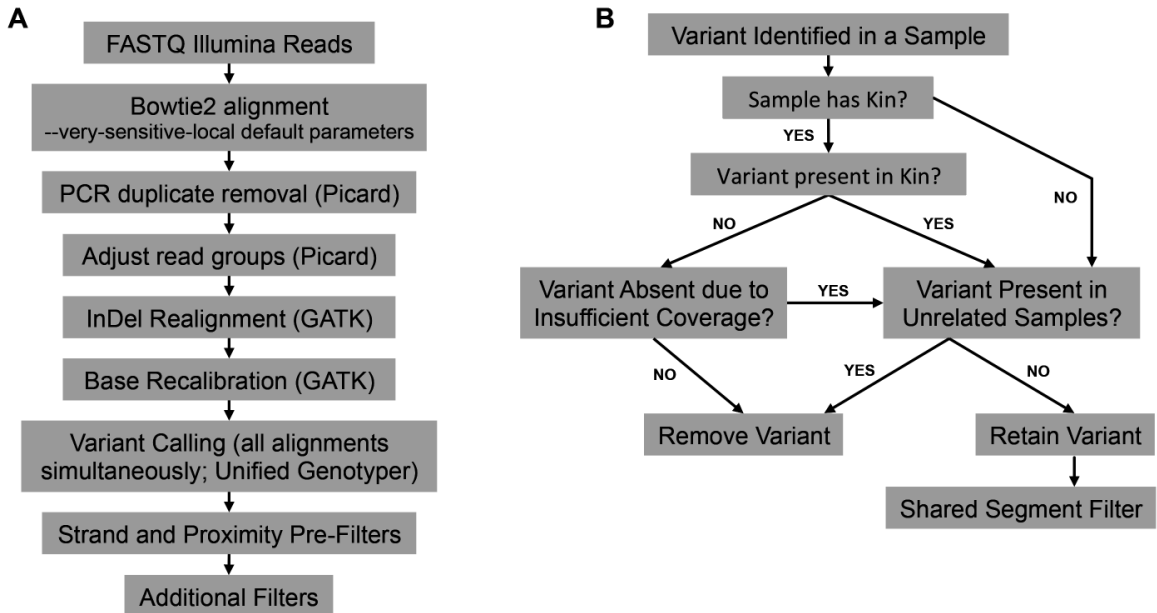 A
FASTQ Illumina Reads
Bowtie2 alignment
--very-sensitive-local default parameters
PCR duplicate removal (Picard)
Adjust read groups (Picard)
InDel Realignment (GATK)
Base Recalibration (GATK)
Variant Calling (all alignments
simultaneously; Unified Genotyper)
Strand and Proximity Pre-Filters
Additional Filters
B
Variant Identified in a Sample
Sample has Kin?
YES
NO
Variant present in Kin?
NO
YES
Variant Absent due to
Insufficient Coverage?
YES
Variant Present in
Unrelated Samples?
NO
YES
NO
Remove Variant
Retain Variant
Shared Segment Filter